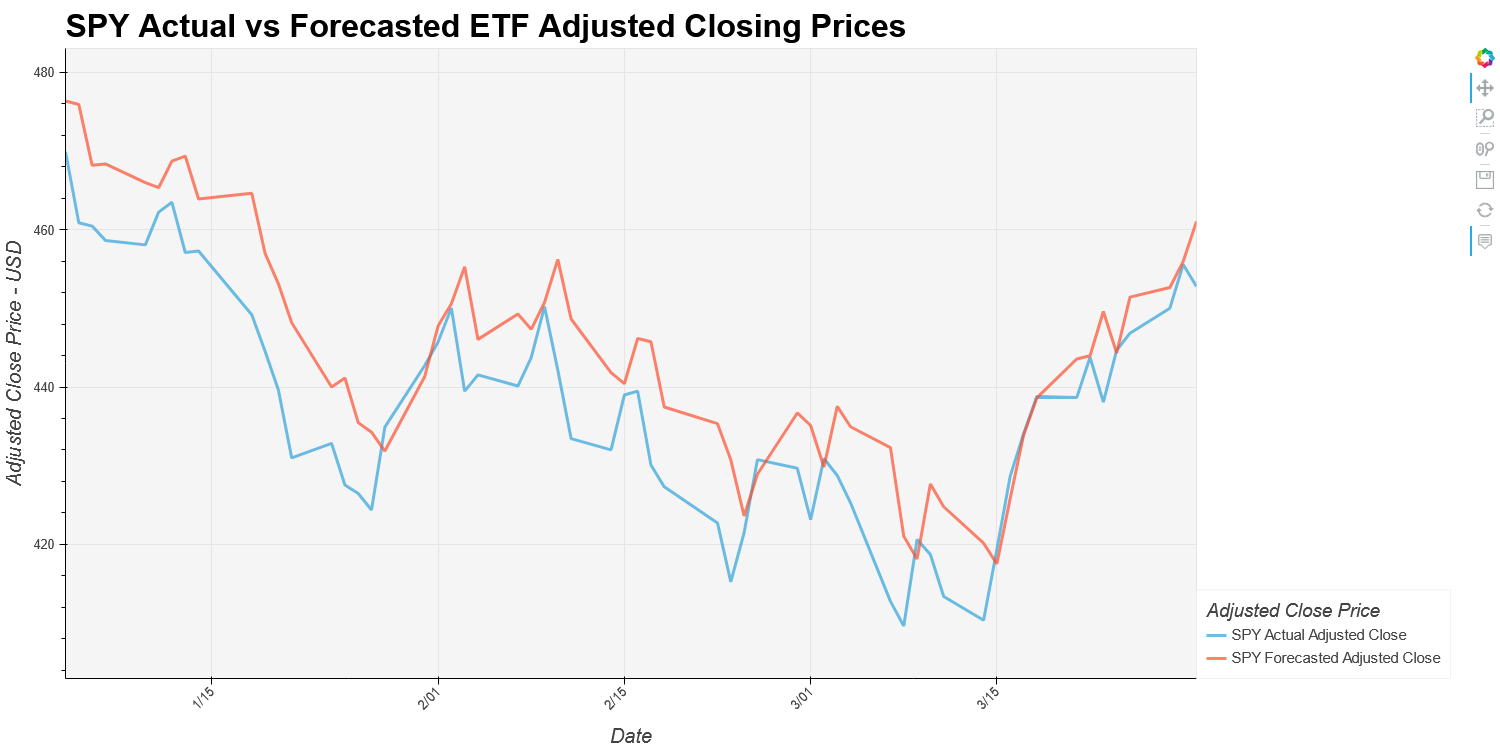 SPY Actual vs Forecasted ETF Adjusted Closing Prices
480
460
440
420
Adjusted Close Price - USD
1/15
2/01
2/15
3/01
3/15
Date
Adjusted Close Price
SPY Actual Adjusted Close
SPY Forecasted Adjusted Close